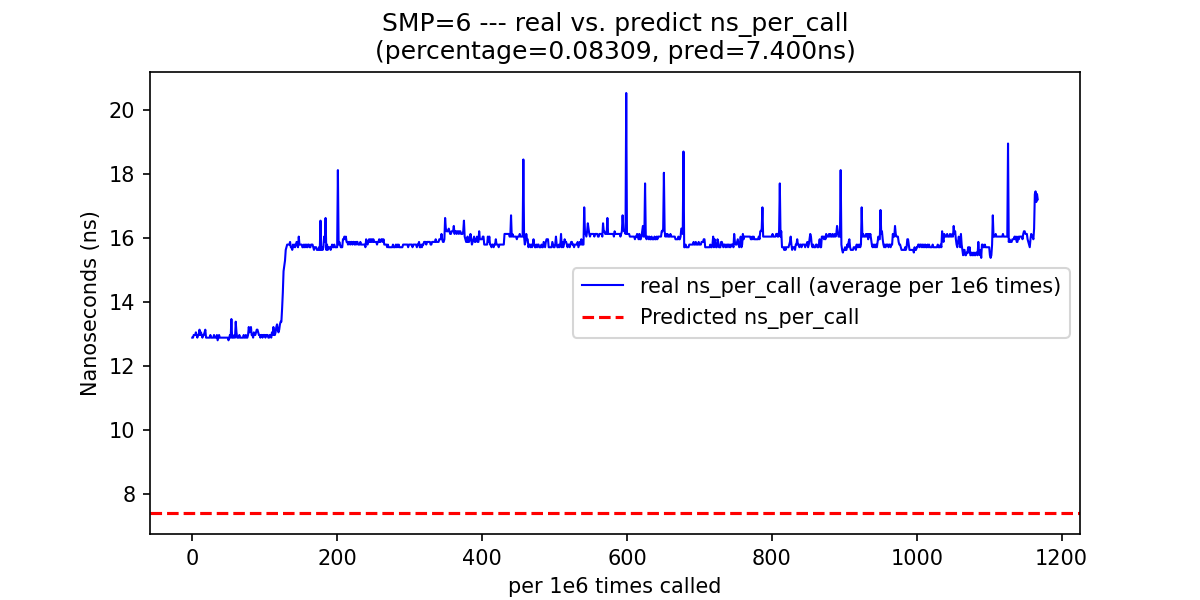 SMP=6 --- real vs. predict ns_per_call
(percentage=0.08309, pred=7.400ns)
20
18
16
14
12
10
8
Nanoseconds (ns)
real ns_per_call (average per 1e6 times)
Predicted ns_per_call
0 200 400 600 800 1000 1200
per 1e6 times called